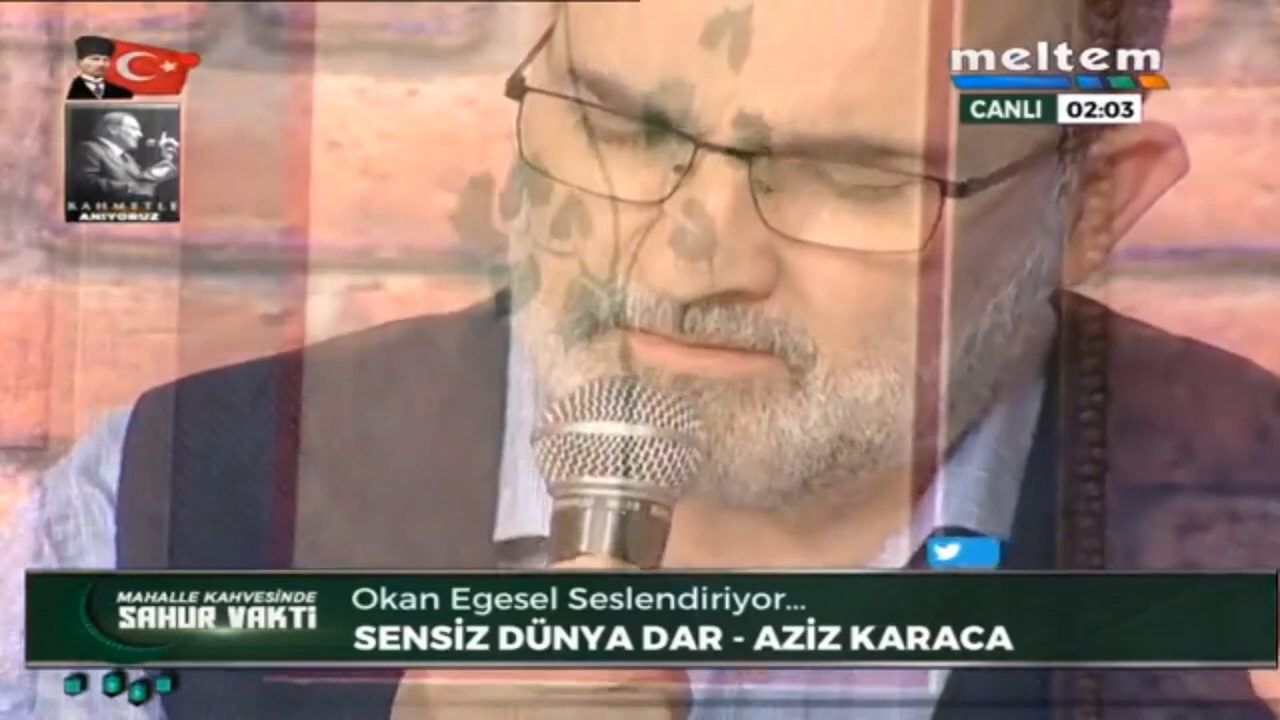 meltem
CANLI 02:03
RAHMETLE
ANIYORUZ
MAHALLE KAHVESİNDE
SAHUR VAKTİ
Okan Egesel Seslendiriyor...
SENSİZ DÜNYA DAR - AZİZ KARACA